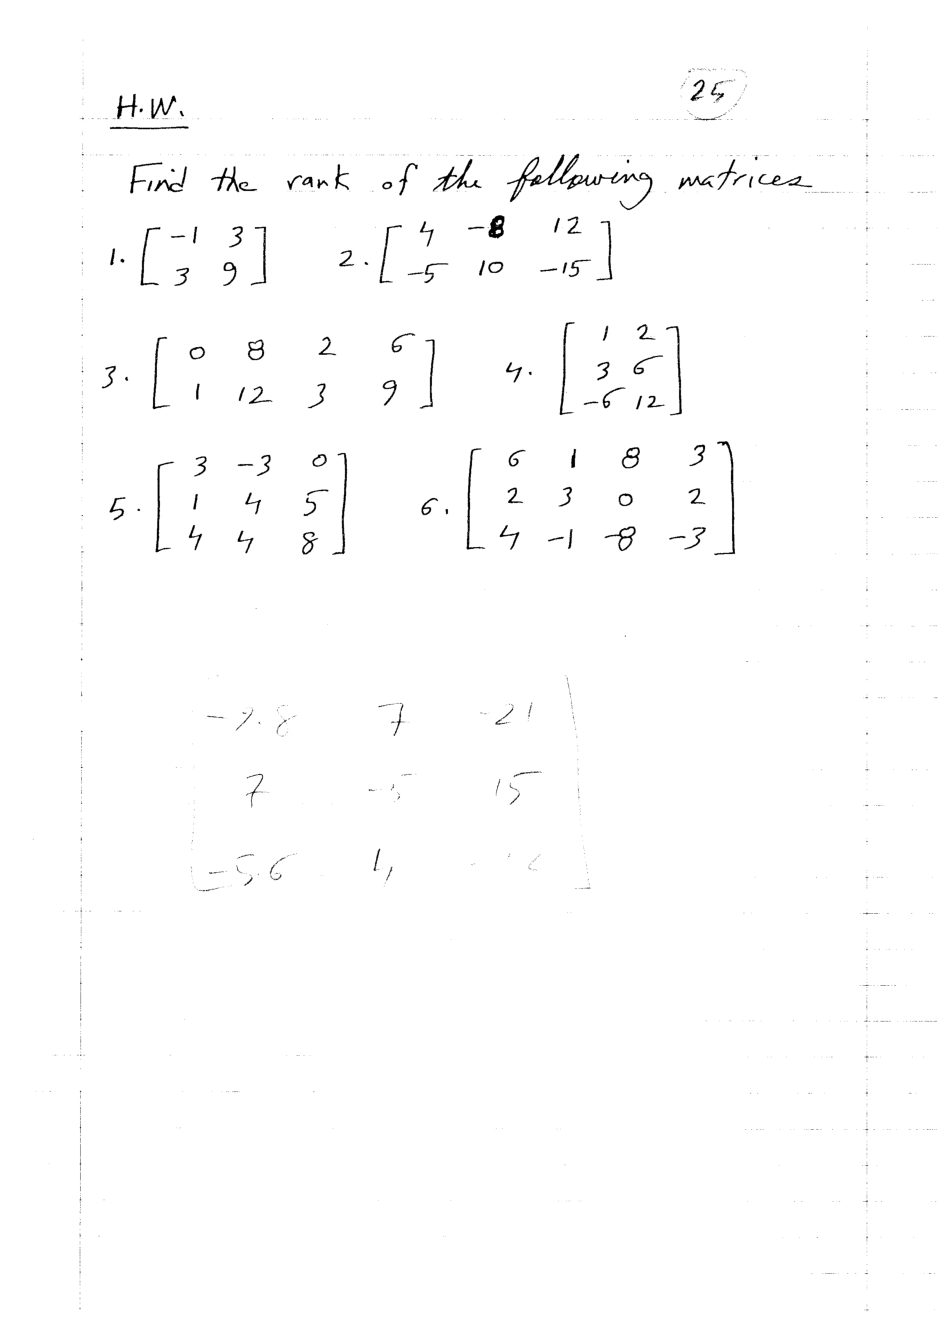 25
H.W.
Find the rank of the following matrices
1. [ -1 3 ] 2. [ 4 -8 12 ]
[ 3 9 ] [ -5 10 -15 ]
3. [ 0 8 2 6 ] 4. [ 1 2 ]
[ 1 12 3 9 ] [ 3 6 ]
[ -6 12 ]
5. [ 3 -3 0 ] 6. [ 6 1 8 3 ]
[ 1 4 5 ] [ 2 3 0 2 ]
[ 4 4 8 ] [ 4 -1 -8 -3 ]
7 -21
7 -5 15